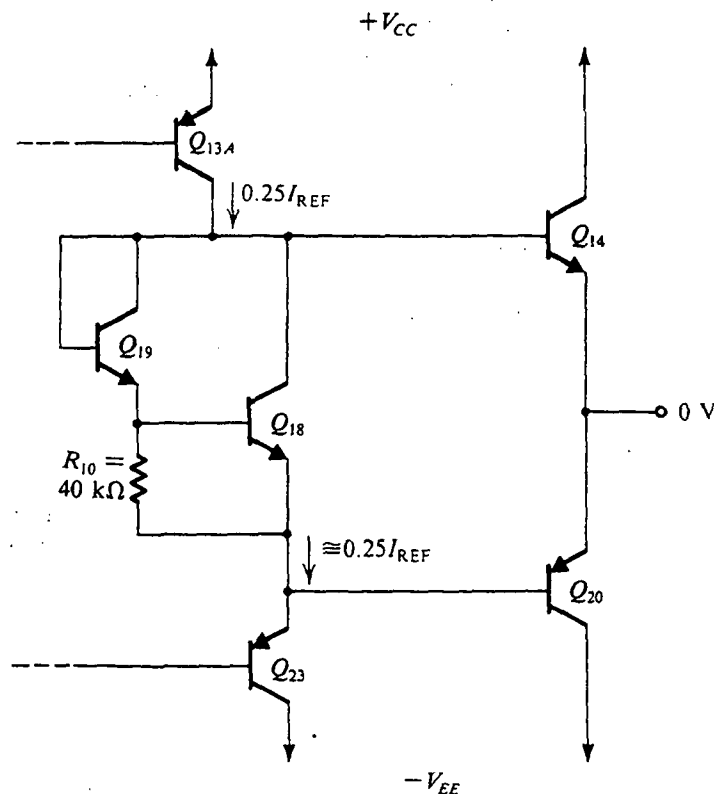 +V_CC
Q_13A
0.25I_REF
Q_14
Q_19
Q_18
0 V
R_10 =
40 kΩ
≅0.25I_REF
Q_20
Q_23
−V_EE